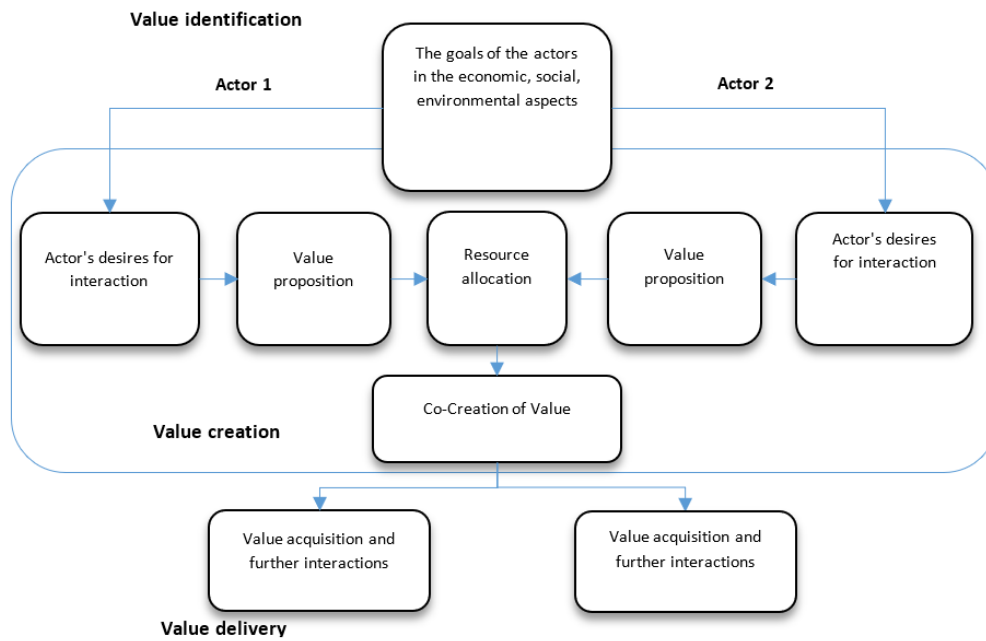 Value identification
The goals of the actors
in the economic, social,
environmental aspects
Actor 1
Actor 2
Actor's desires for
interaction
Value
proposition
Resource
allocation
Value
proposition
Actor's desires
for interaction
Co-Creation of Value
Value creation
Value acquisition and
further interactions
Value acquisition and
further interactions
Value delivery